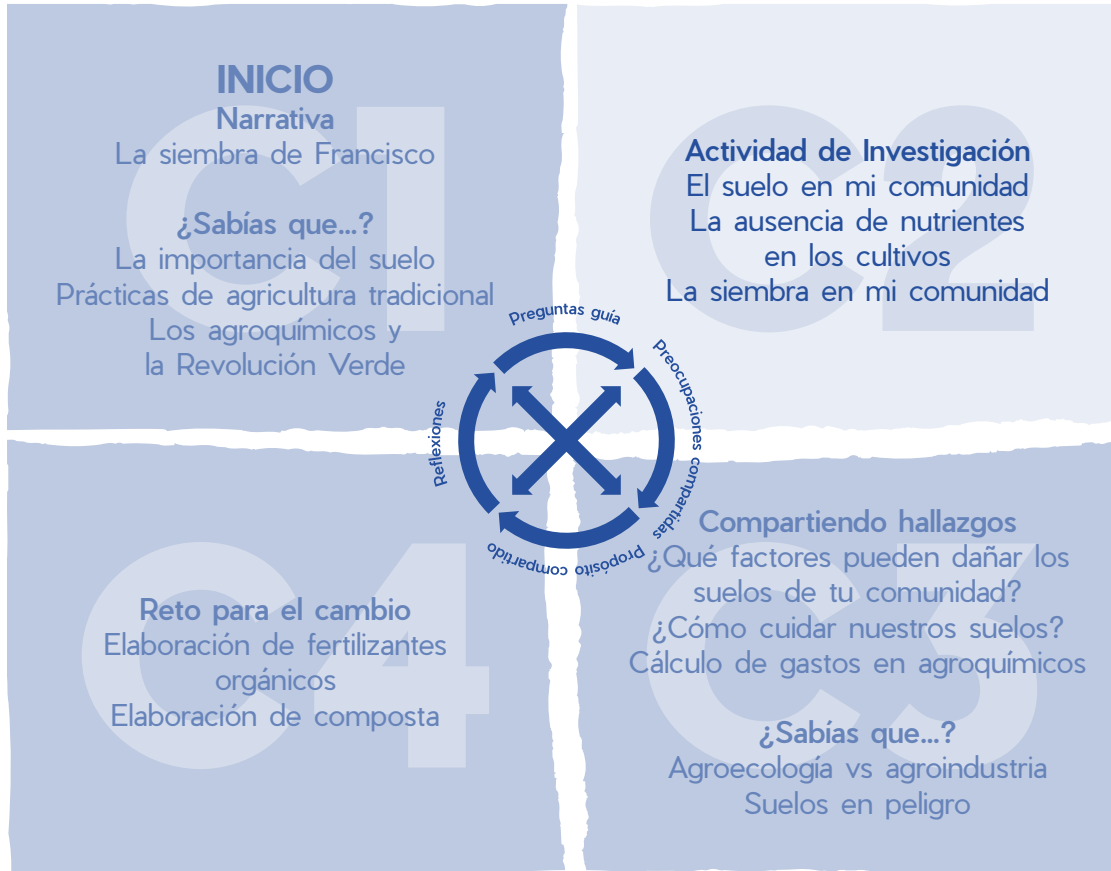 C1
INICIO
Narrativa
La siembra de Francisco
¿Sabías que...?
La importancia del suelo
Prácticas de agricultura tradicional
Los agroquímicos y
la Revolución Verde
C2
Actividad de Investigación
El suelo en mi comunidad
La ausencia de nutrientes
en los cultivos
La siembra en mi comunidad
Preguntas guía
Preocupaciones compartidas
Propósito compartido
Reflexiones
C3
Compartiendo hallazgos
¿Qué factores pueden dañar los
suelos de tu comunidad?
¿Cómo cuidar nuestros suelos?
Cálculo de gastos en agroquímicos
¿Sabías que...?
Agroecología vs agroindustria
Suelos en peligro
C4
Reto para el cambio
Elaboración de fertilizantes
orgánicos
Elaboración de composta